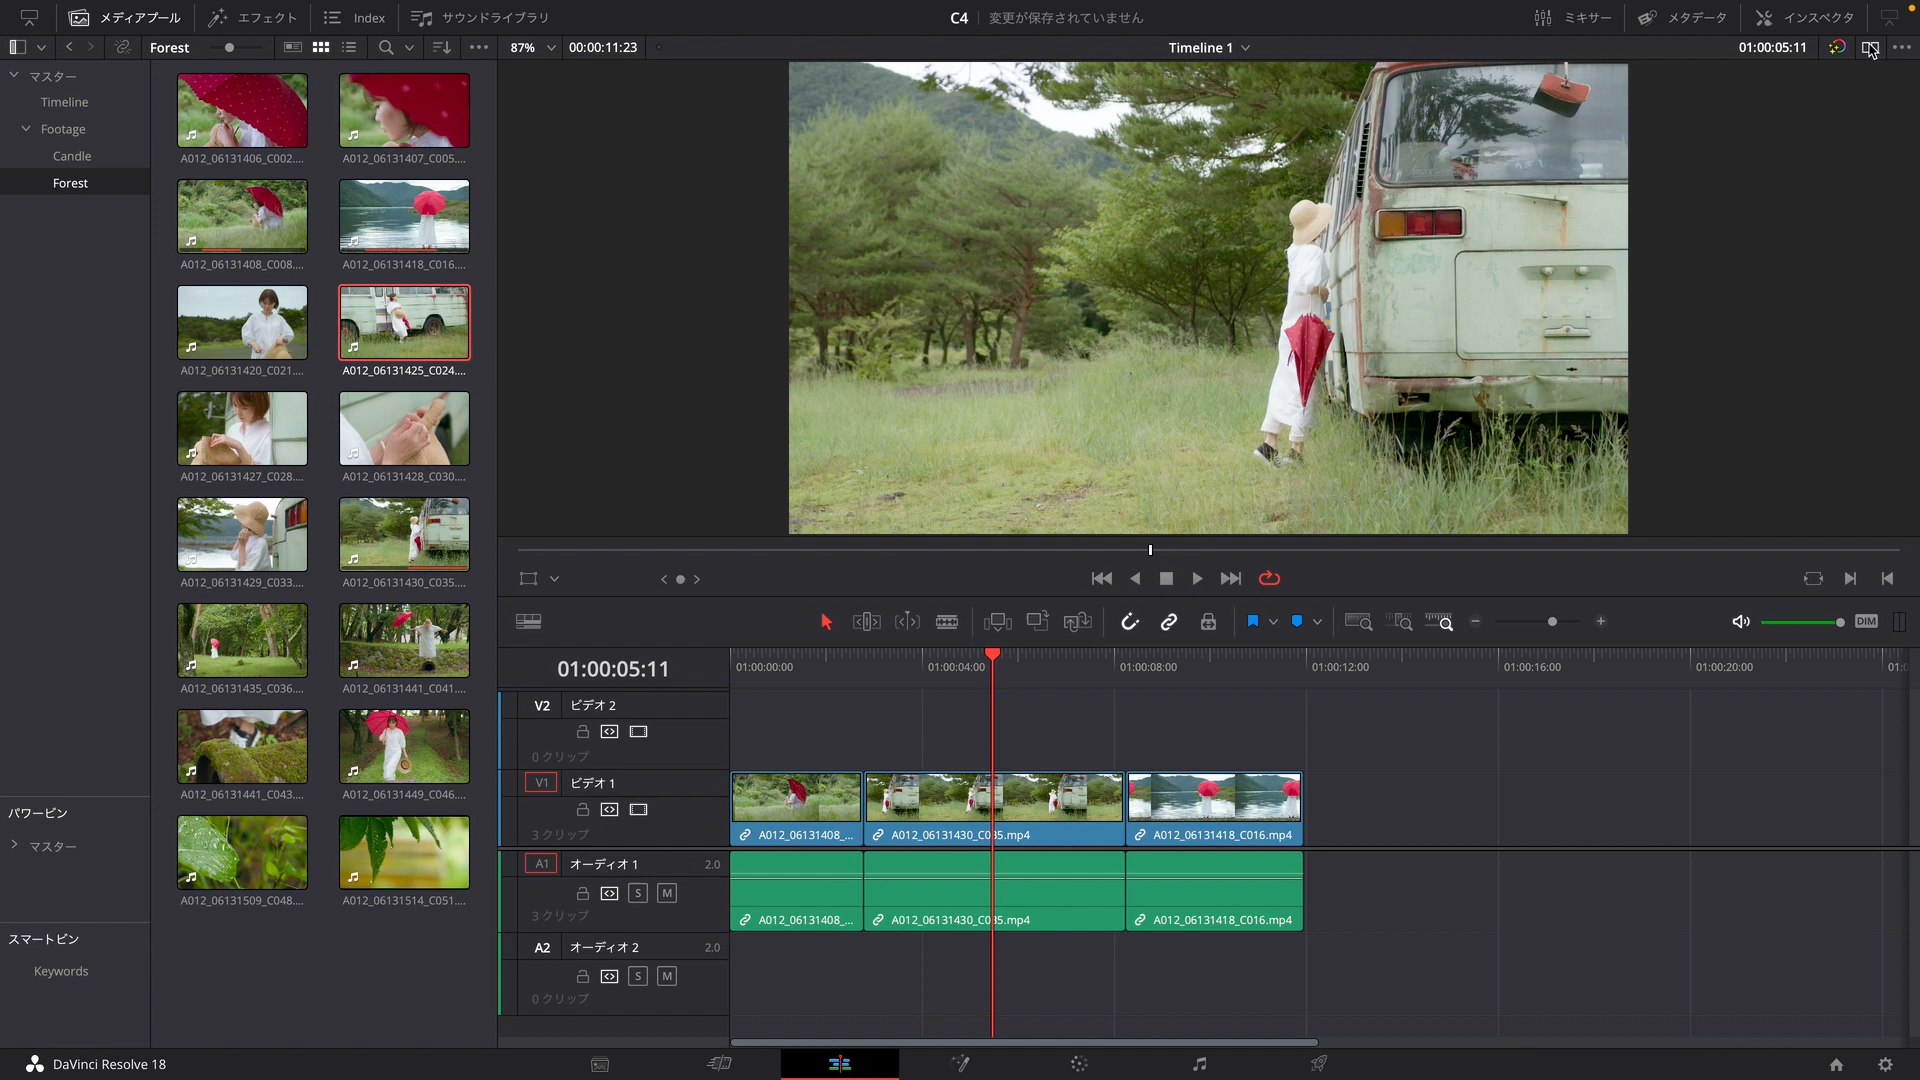 メディアプール
エフェクト
Index
サウンドライブラリ
C4
変更が保存されていません
ミキサー
メタデータ
インスペクタ
Forest
87%
00:00:11:23
Timeline 1
01:00:05:11
マスター
Timeline
Footage
Candle
Forest
A012_06131406_C002....
A012_06131407_C005....
A012_06131408_C008....
A012_06131418_C016....
A012_06131420_C021....
A012_06131425_C024....
A012_06131427_C028....
A012_06131428_C030....
A012_06131429_C033....
A012_06131430_C035....
A012_06131435_C036....
A012_06131441_C041....
A012_06131441_C043....
A012_06131449_C046....
A012_06131509_C048....
A012_06131514_C051....
パワービン
マスター
スマートビン
Keywords
DIM
01:00:05:11
01:00:00:00
01:00:04:00
01:00:08:00
01:00:12:00
01:00:16:00
01:00:20:00
V2
ビデオ 2
0 クリップ
V1
ビデオ 1
3 クリップ
A012_06131408_...
A012_06131430_C035.mp4
A012_06131418_C016.mp4
A1
オーディオ 1
2.0
S
M
3 クリップ
A012_06131408_...
A012_06131430_C035.mp4
A012_06131418_C016.mp4
A2
オーディオ 2
2.0
S
M
0 クリップ
DaVinci Resolve 18